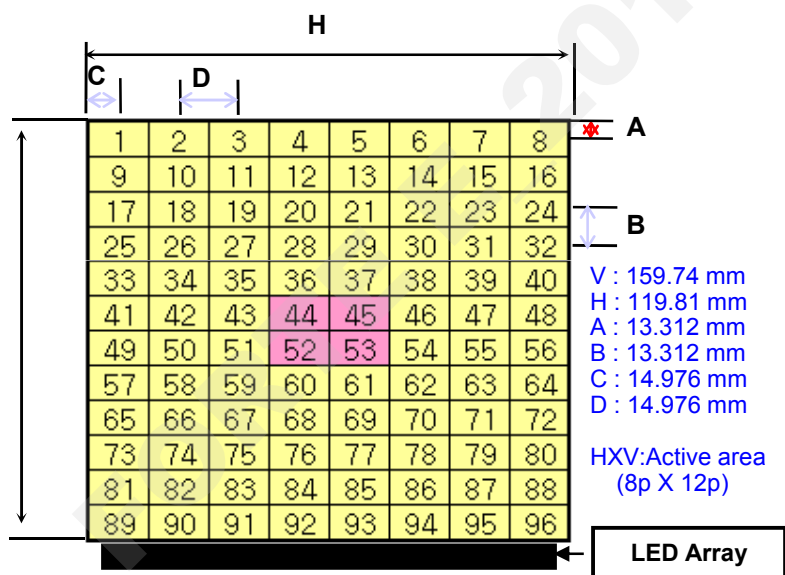 H
C D
A
1 2 3 4 5 6 7 8
9 10 11 12 13 14 15 16
17 18 19 20 21 22 23 24
B
25 26 27 28 29 30 31 32
33 34 35 36 37 38 39 40
41 42 43 44 45 46 47 48
49 50 51 52 53 54 55 56
57 58 59 60 61 62 63 64
65 66 67 68 69 70 71 72
73 74 75 76 77 78 79 80
81 82 83 84 85 86 87 88
89 90 91 92 93 94 95 96
V : 159.74 mm
H : 119.81 mm
A : 13.312 mm
B : 13.312 mm
C : 14.976 mm
D : 14.976 mm
HXV:Active area
(8p X 12p)
LED Array